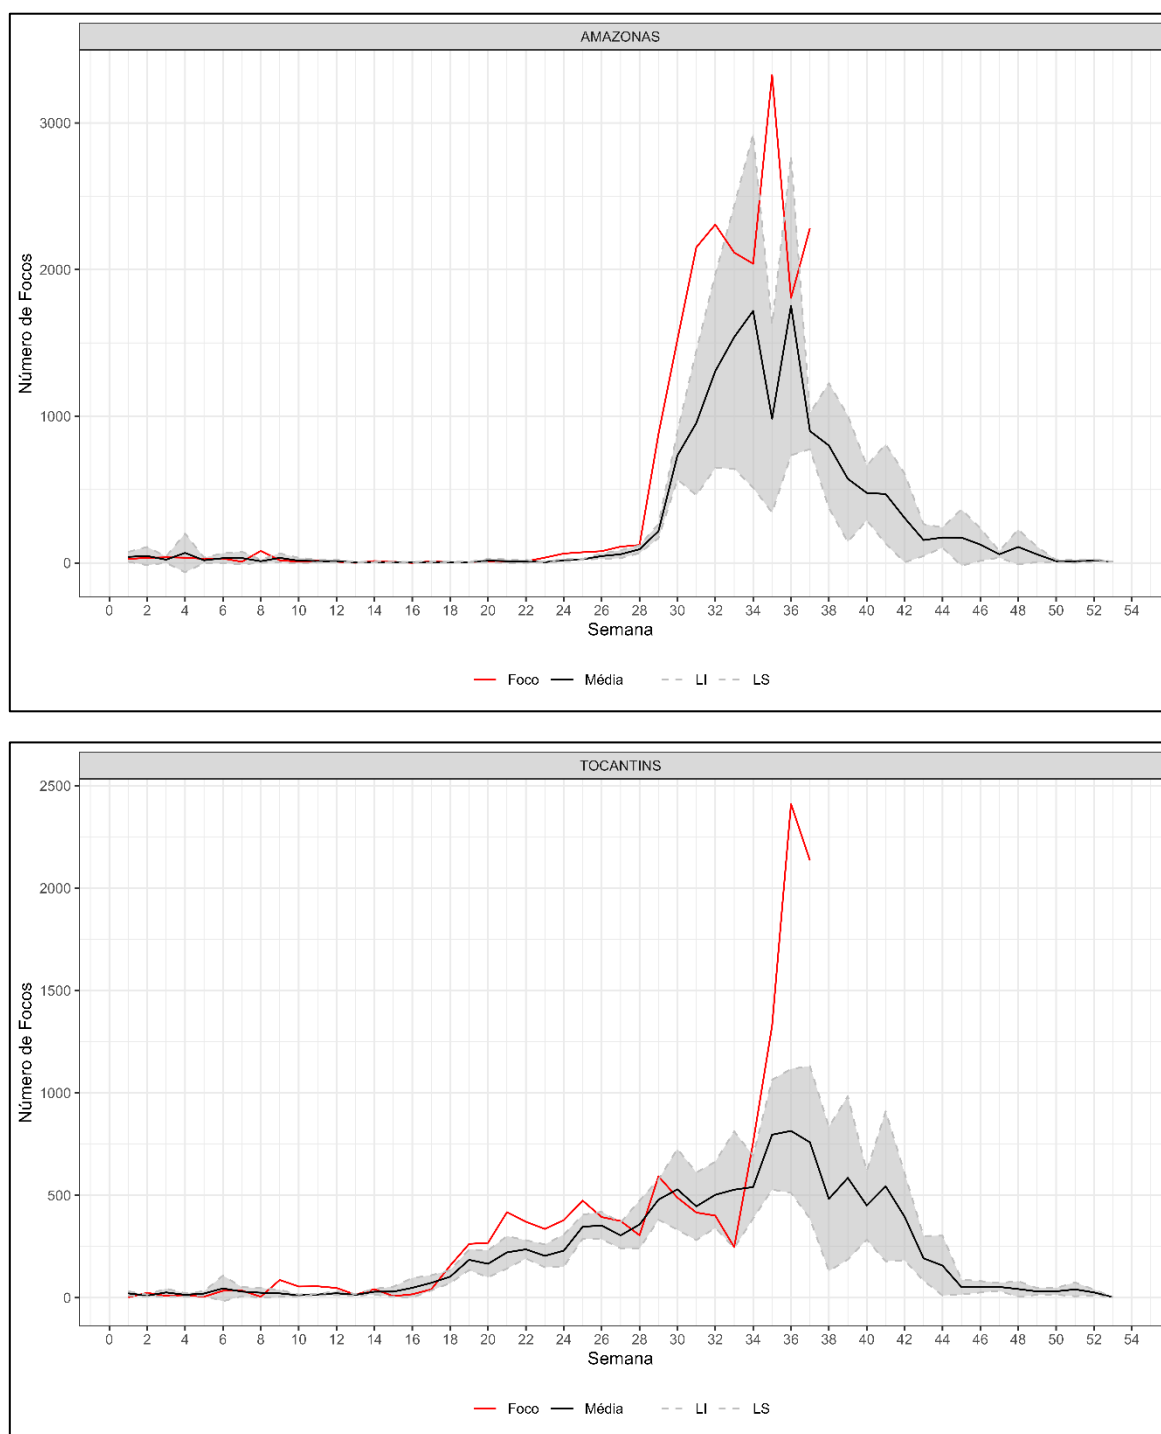 AMAZONAS
3000
2000
1000
0
Número de Focos
0 2 4 6 8 10 12 14 16 18 20 22 24 26 28 30 32 34 36 38 40 42 44 46 48 50 52 54
Semana
Foco Média LI LS
TOCANTINS
2500
2000
1500
1000
500
0
Número de Focos
0 2 4 6 8 10 12 14 16 18 20 22 24 26 28 30 32 34 36 38 40 42 44 46 48 50 52 54
Semana
Foco Média LI LS